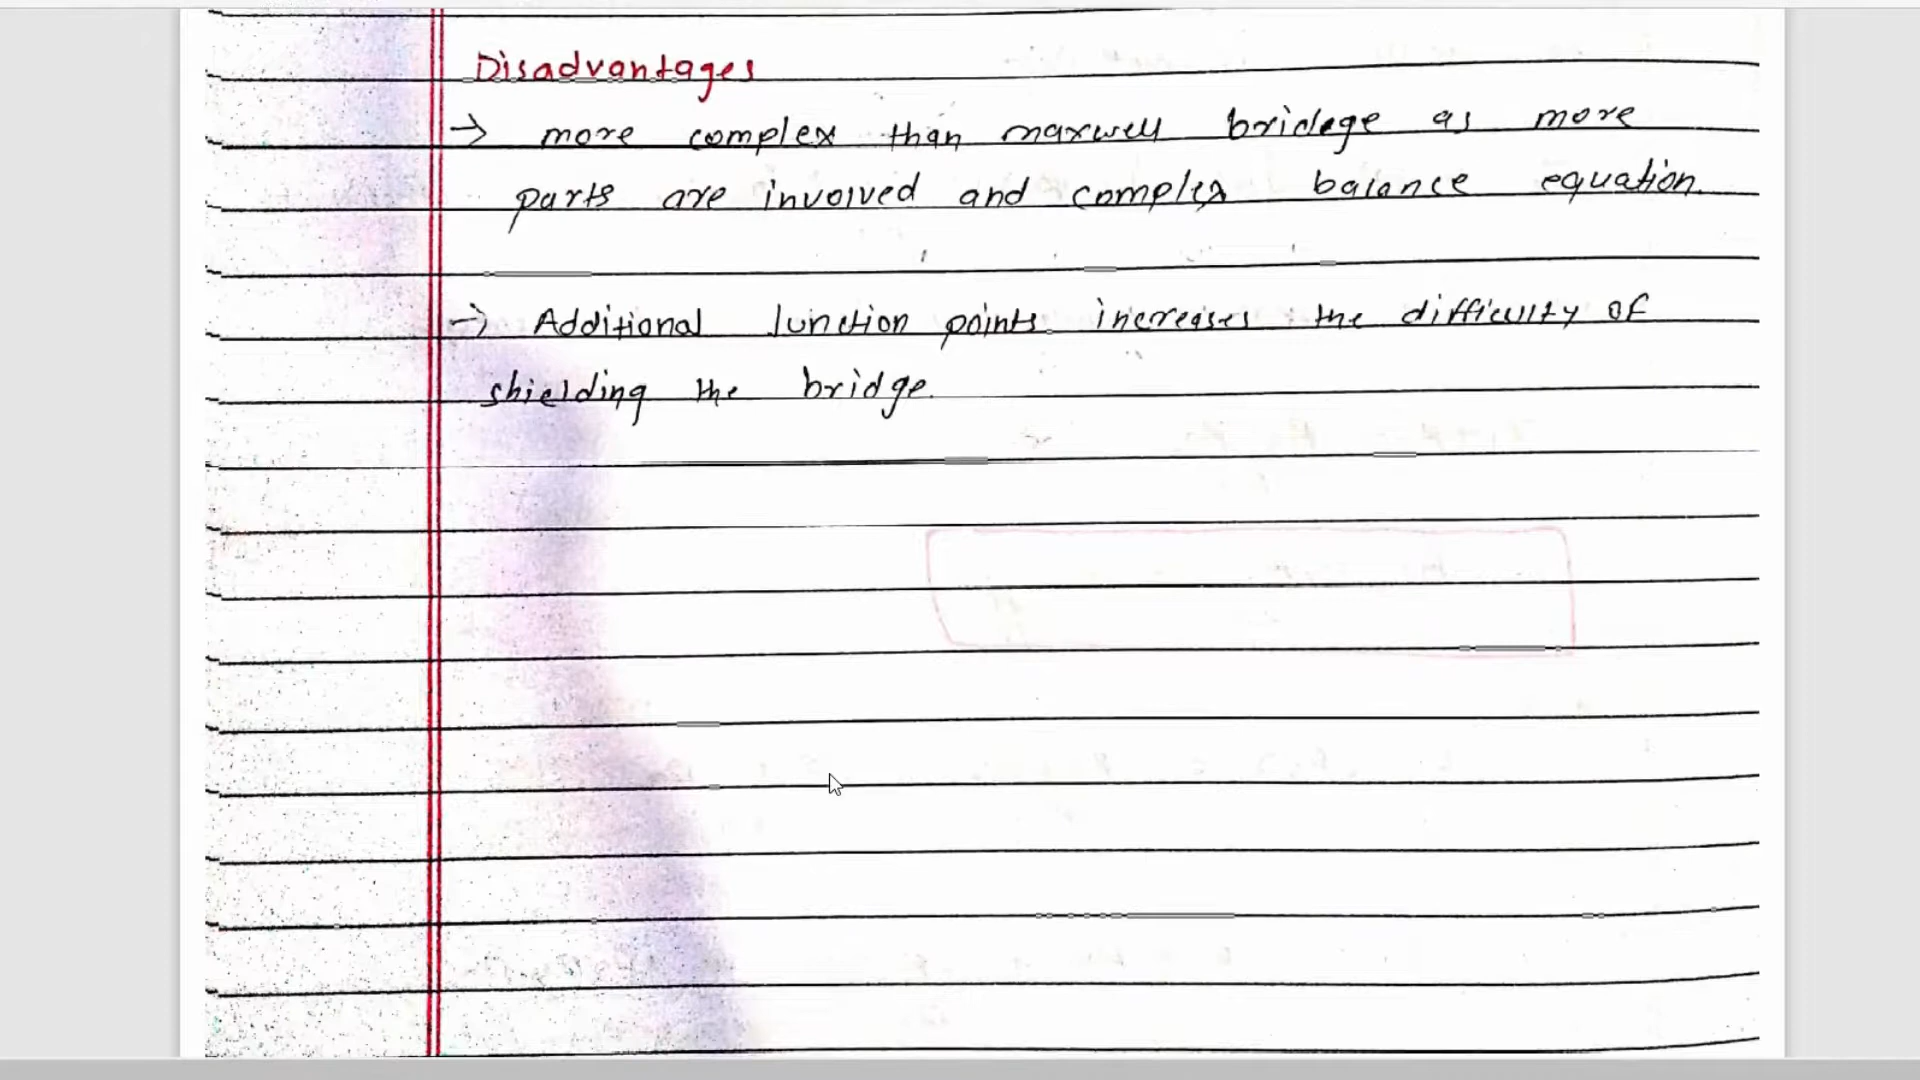 Disadvantages
→ more complex than maxwell bridege as more
parts are involved and complex balance equation.
→ Additional Junction points increases the difficulty of
shielding the bridge.